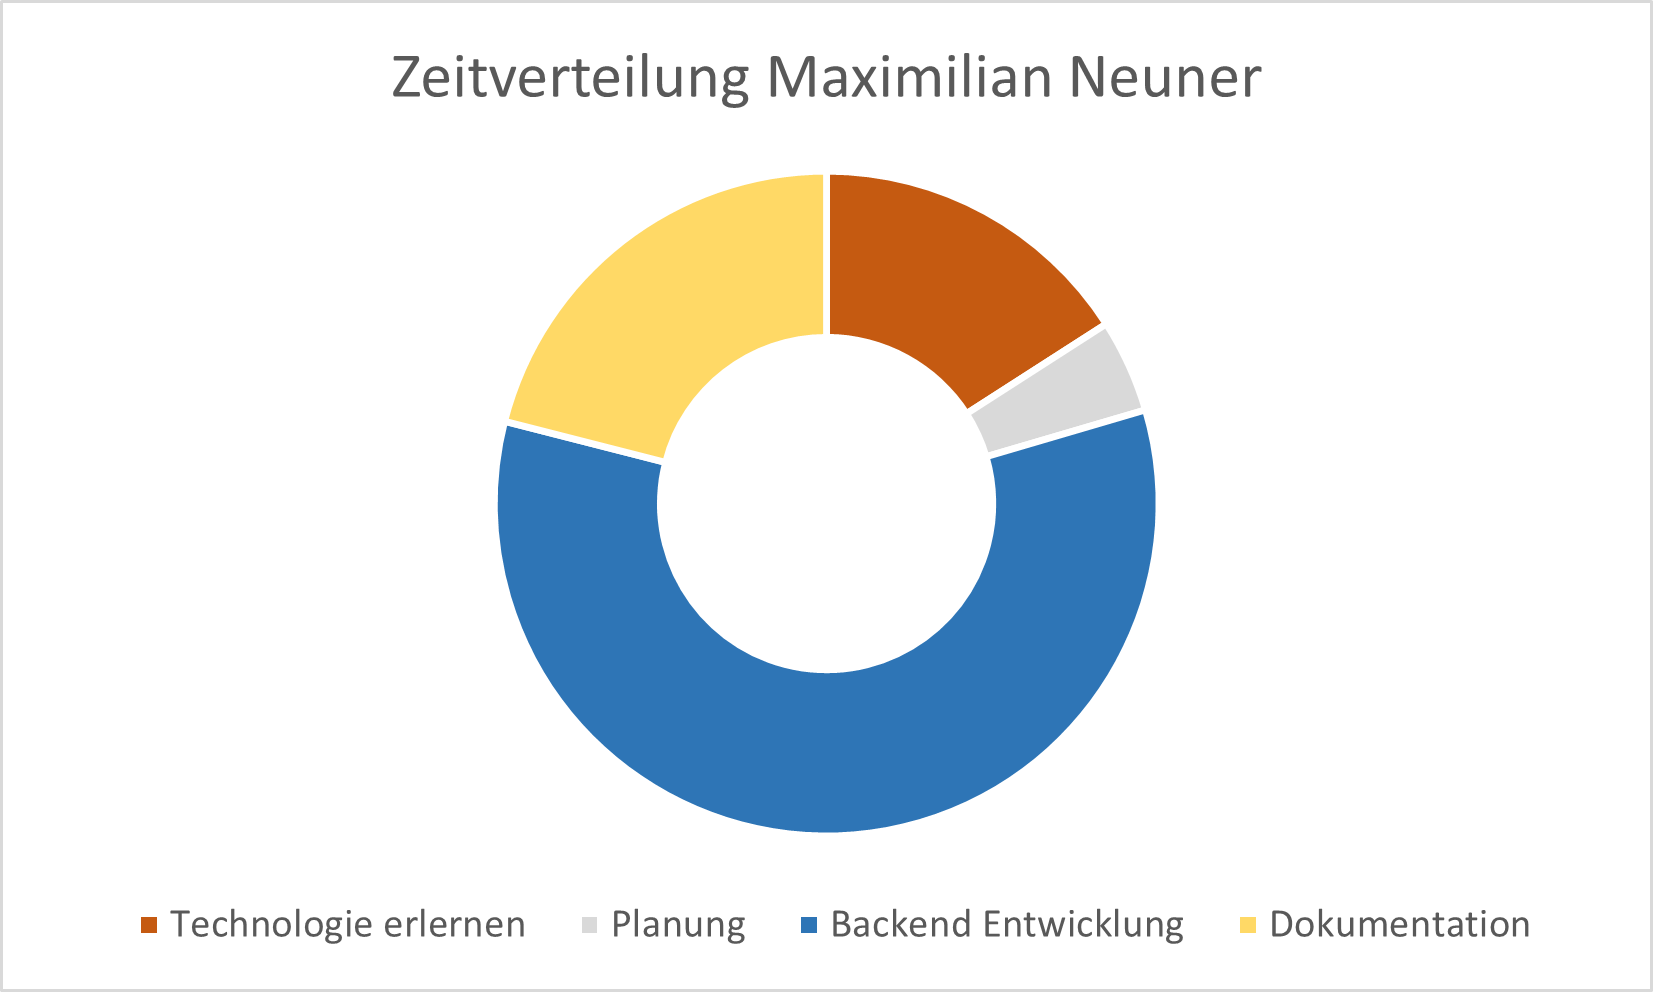 Zeitverteilung Maximilian Neuner
Technologie erlernen Planung Backend Entwicklung Dokumentation